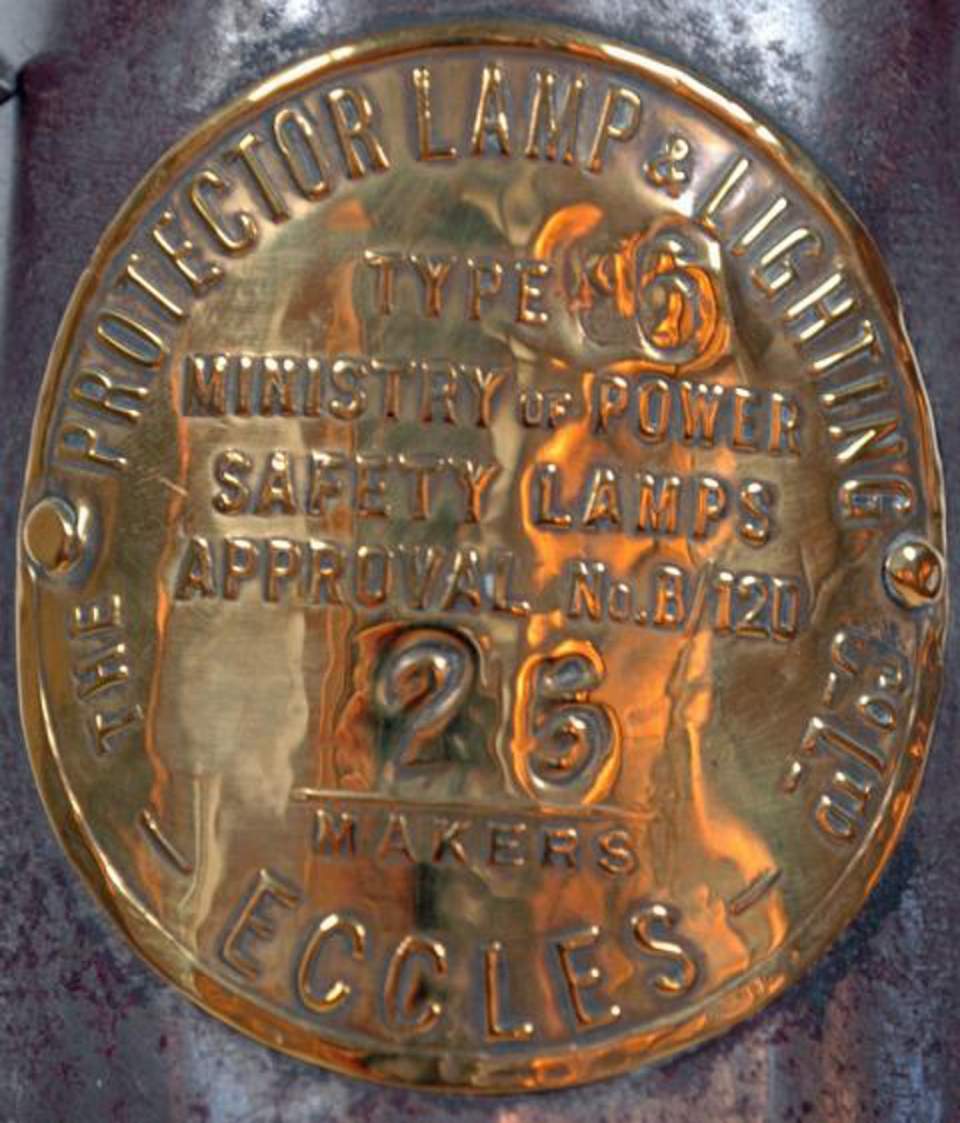 THE PROTECTOR LAMP & LIGHTING Co LTD
TYPE 6
MINISTRY OF POWER
SAFETY LAMPS
APPROVAL No. B/120
26
MAKERS
ECCLES